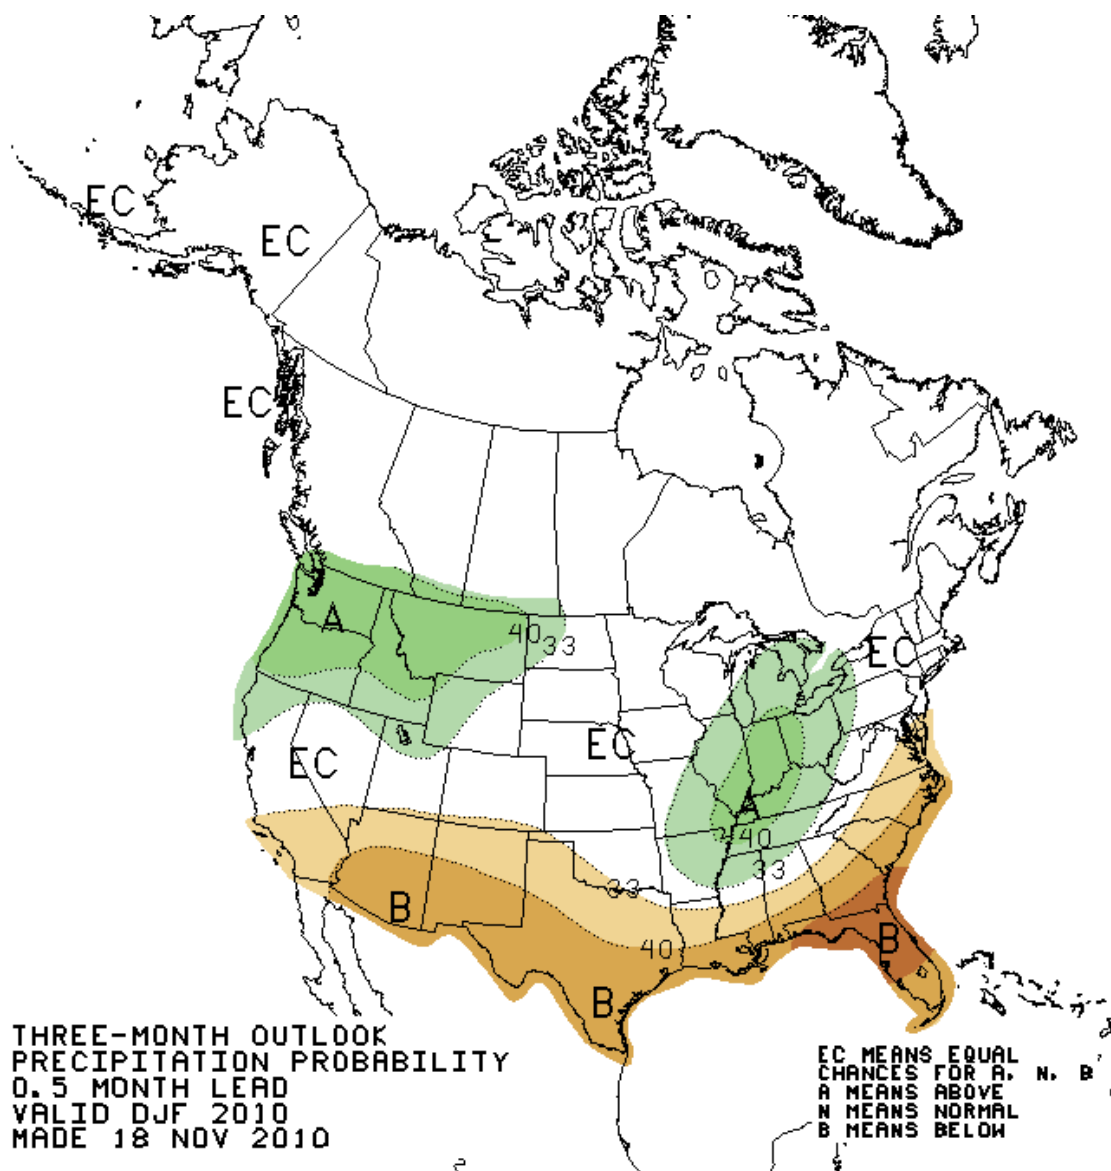 EC
EC
EC
A
40
33
EC
EC
EC
A
40
33
33
B
40
B
B
THREE-MONTH OUTLOOK
PRECIPITATION PROBABILITY
0.5 MONTH LEAD
VALID DJF 2010
MADE 18 NOV 2010
EC MEANS EQUAL
CHANCES FOR A, N, B
A MEANS ABOVE
N MEANS NORMAL
B MEANS BELOW